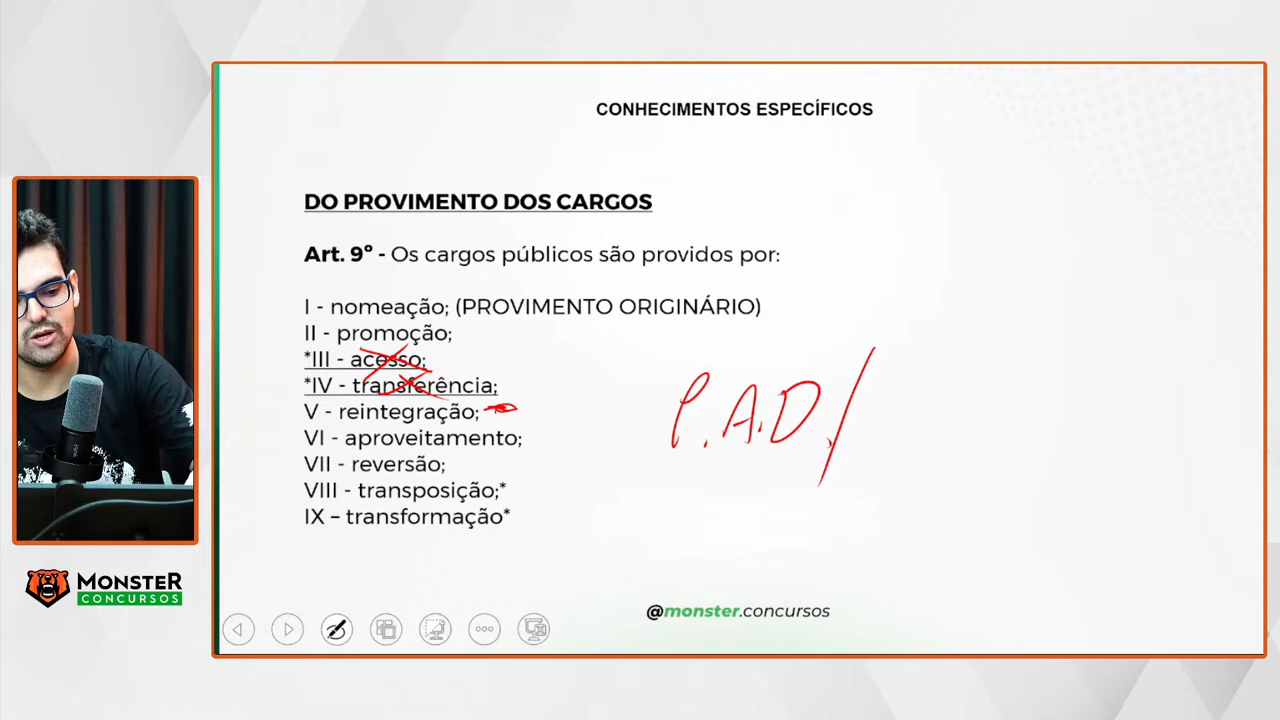 CONHECIMENTOS ESPECÍFICOS
DO PROVIMENTO DOS CARGOS
Art. 9º - Os cargos públicos são providos por:
I - nomeação; (PROVIMENTO ORIGINÁRIO)
II - promoção;
*III - acesso;
*IV - transferência;
V - reintegração;
VI - aproveitamento;
VII - reversão;
VIII - transposição;*
IX – transformação*
P.A.D./
MONSTER
CONCURSOS
@monster.concursos